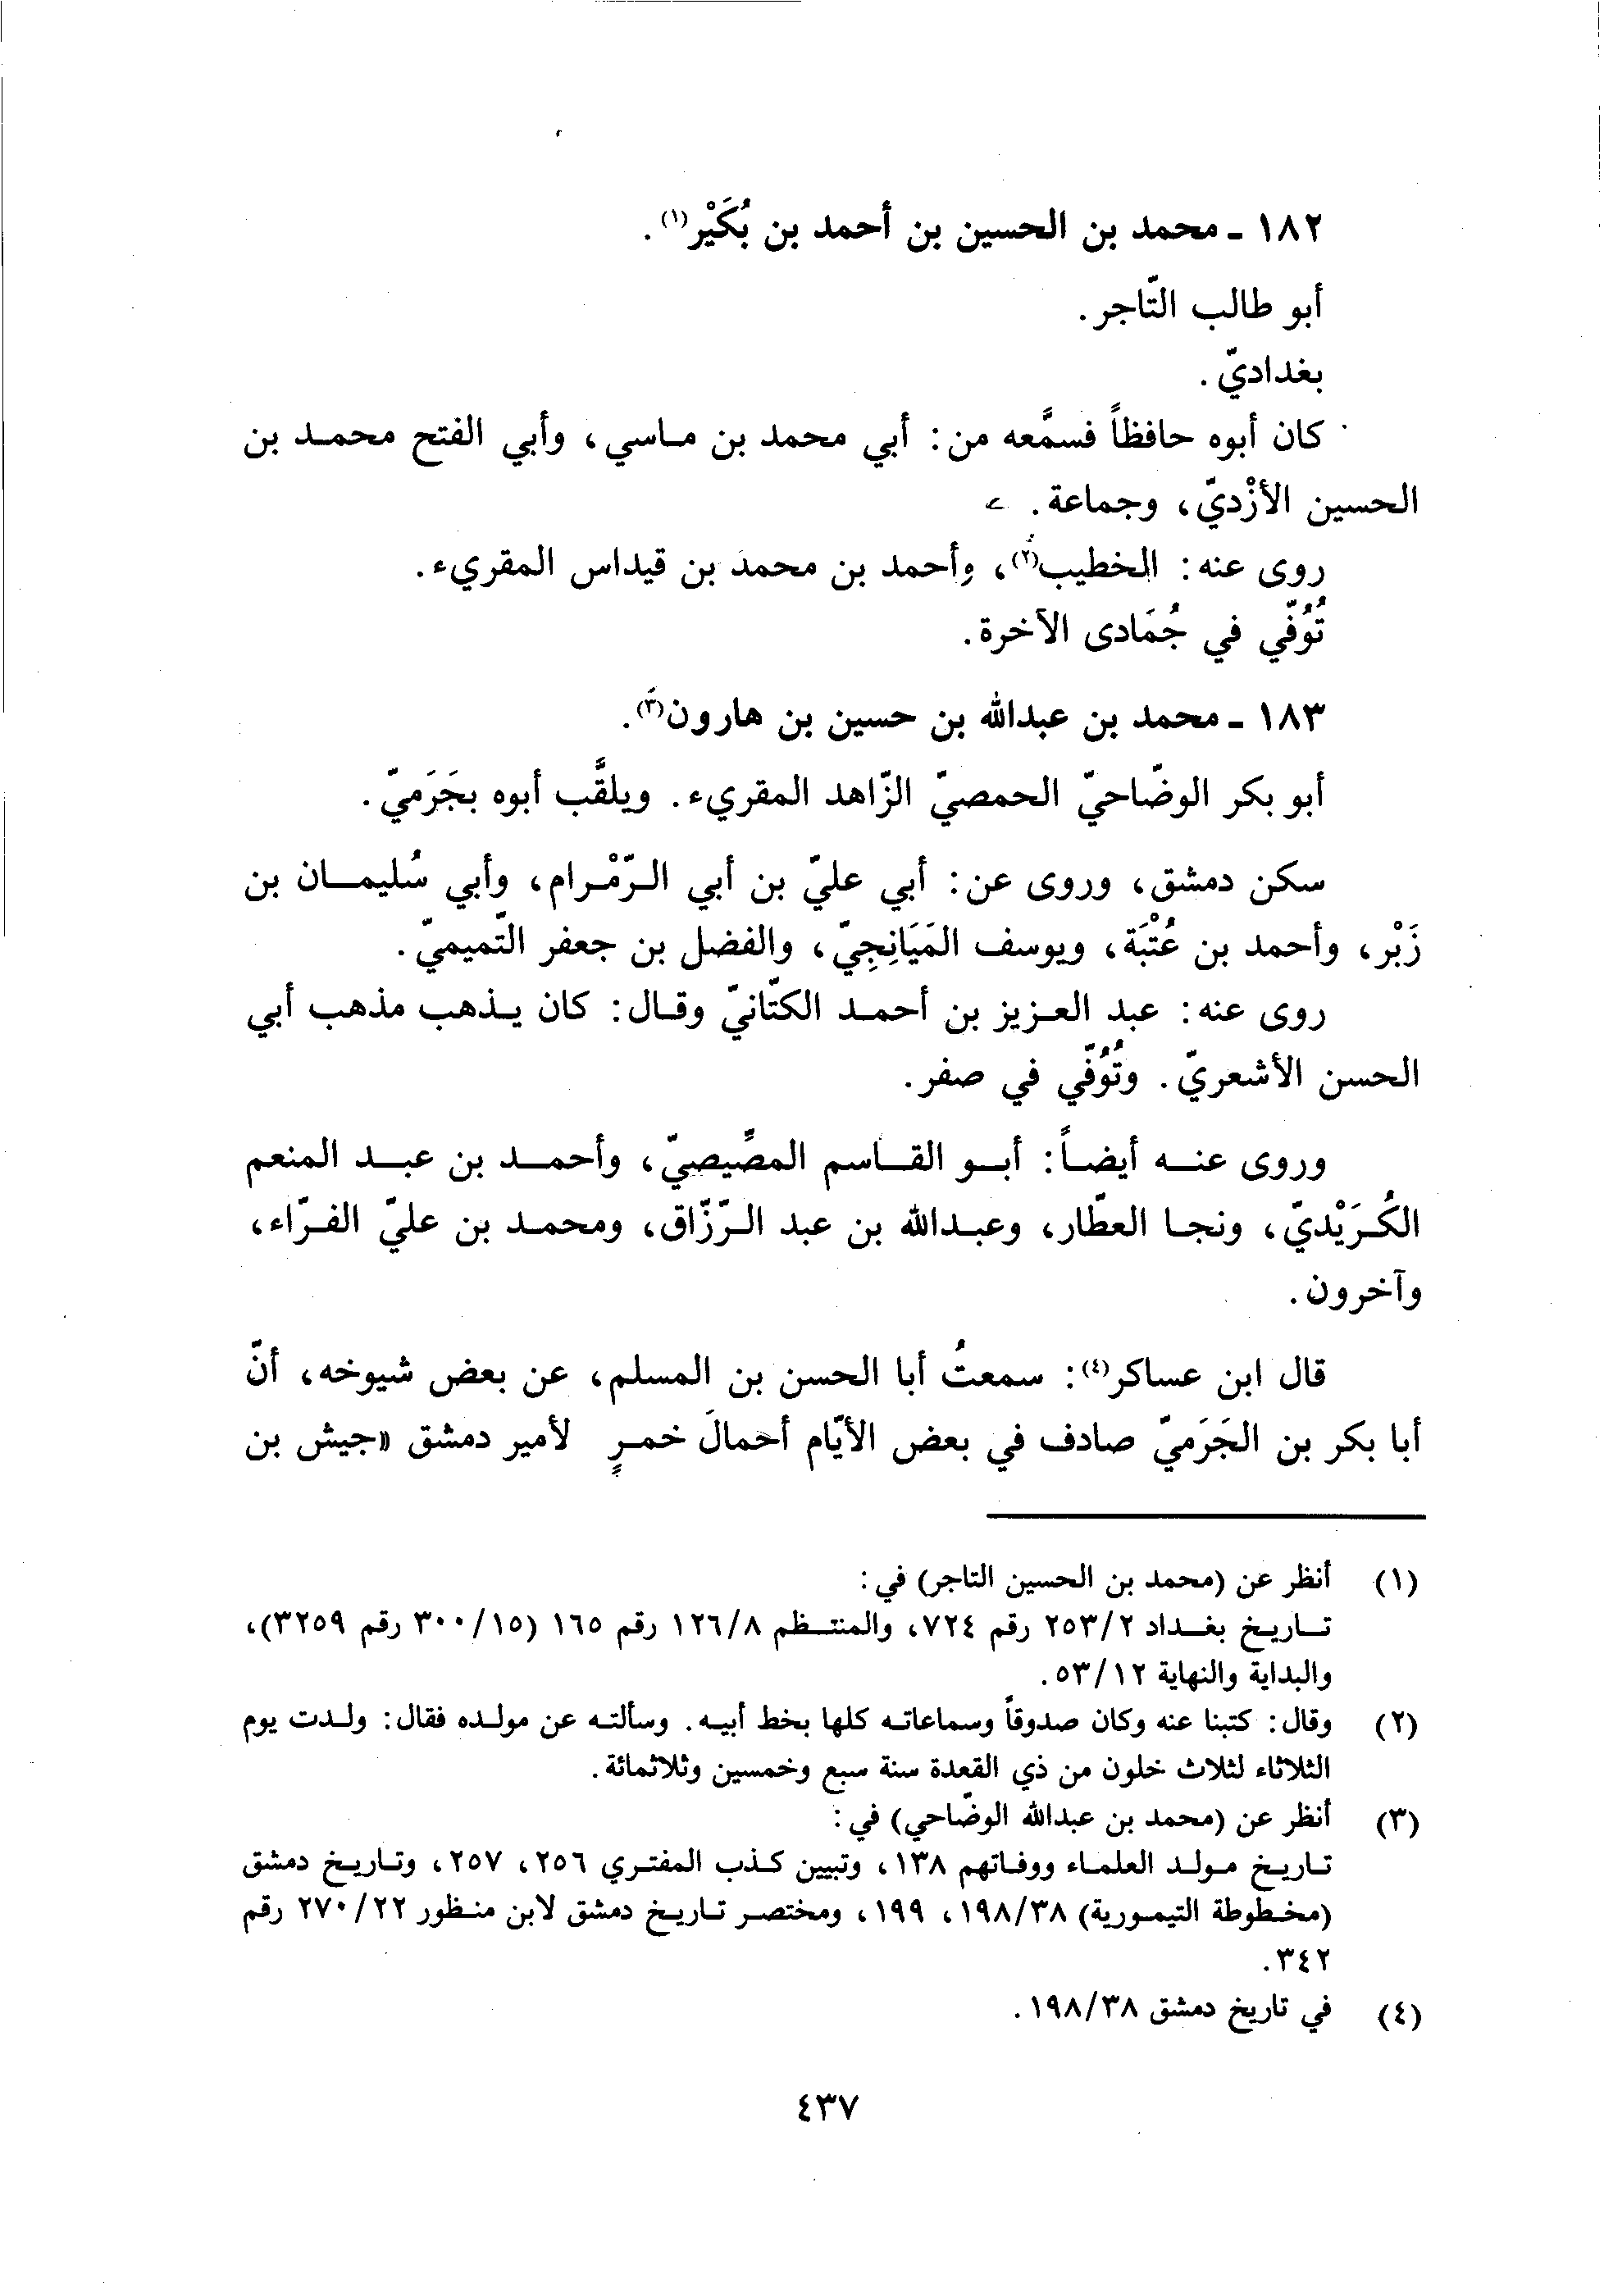 ١٨٢ - محمد بن الحسين بن أحمد بن بُكَيْر(١).
أبو طالب التّاجر.
بغداديّ.
كان أبوه حافظاً فسمَّعه من: أبي محمد بن ماسي، وأبي الفتح محمد بن
الحسين الأزْديّ، وجماعة.
روى عنه: الخطيب(٢)، وأحمد بن محمد بن قيداس المقريء.
تُوُفّي في جُمَادى الآخرة.
١٨٣ - محمد بن عبدالله بن حسين بن هارون(٣).
أبو بكر الوضّاحيّ الحمصيّ الزّاهد المقريء. ويلقَّب أبوه بجَرَميّ.
سكن دمشق، وروى عن: أبي عليّ بن أبي الرّمْرام، وأبي سُليمان بن
زَبْر، وأحمد بن عُتْبَة، ويوسف المَيَانِجِيّ، والفضل بن جعفر التّميميّ.
روى عنه: عبد العزيز بن أحمد الكتّانيّ وقال: كان يذهب مذهب أبي
الحسن الأشعريّ. وتُوُفّي في صفر.
وروى عنه أيضاً: أبو القاسم المصِّيصيّ، وأحمد بن عبد المنعم
الكُرَيْديّ، ونجا العطّار، وعبدالله بن عبد الرّزّاق، ومحمد بن عليّ الفرّاء،
وآخرون.
قال ابن عساكر(٤): سمعتُ أبا الحسن بن المسلم، عن بعض شيوخه، أنّ
أبا بكر بن الجَرَميّ صادف في بعض الأيّام أحمالَ خمرٍ لأمير دمشق «جيش بن
(١) أنظر عن (محمد بن الحسين التاجر) في:
تاريخ بغداد ٢٥٣/٢ رقم ٧٢٤، والمنتظم ١٢٦/٨ رقم ١٦٥ (٣٠٠/١٥ رقم ٣٢٥٩)،
والبداية والنهاية ٥٣/١٢.
(٢) وقال: كتبنا عنه وكان صدوقاً وسماعاته كلها بخط أبيه. وسألته عن مولده فقال: ولدت يوم
الثلاثاء لثلاث خلون من ذي القعدة سنة سبع وخمسين وثلاثمائة.
(٣) أنظر عن (محمد بن عبدالله الوضّاحي) في:
تاريخ مولد العلماء ووفاتهم ١٣٨، وتبيين كذب المفتري ٢٥٦، ٢٥٧، وتاريخ دمشق
(مخطوطة التيمورية) ١٩٨/٣٨، ١٩٩، ومختصر تاريخ دمشق لابن منظور ٢٧٠/٢٢ رقم
٣٤٢.
(٤) في تاريخ دمشق ١٩٨/٣٨.
٤٣٧